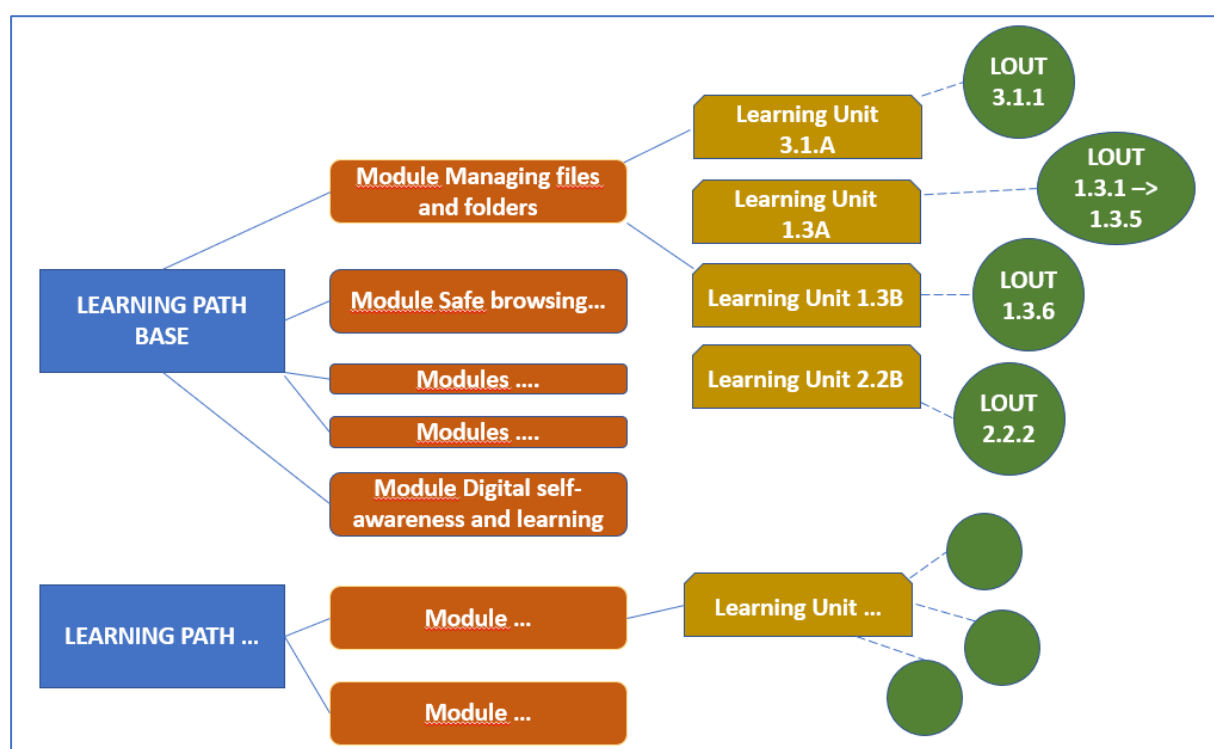 LOUT
3.1.1
Learning Unit
3.1.A
LOUT
1.3.1 –>
1.3.5
Module Managing files
and folders
Learning Unit
1.3A
LEARNING PATH
BASE
Module Safe browsing...
Learning Unit 1.3B
LOUT
1.3.6
Modules ....
Learning Unit 2.2B
LOUT
2.2.2
Modules ....
Module Digital self-
awareness and learning
LEARNING PATH ...
Module ...
Learning Unit ...
Module ...